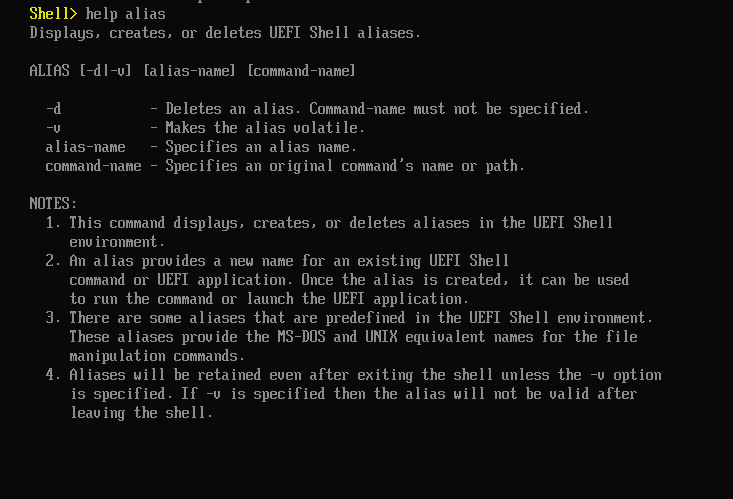 Shell> help alias
Displays, creates, or deletes UEFI Shell aliases.
ALIAS [-d|-v] [alias-name] [command-name]
-d - Deletes an alias. Command-name must not be specified.
-v - Makes the alias volatile.
alias-name - Specifies an alias name.
command-name - Specifies an original command's name or path.
NOTES:
1. This command displays, creates, or deletes aliases in the UEFI Shell
environment.
2. An alias provides a new name for an existing UEFI Shell
command or UEFI application. Once the alias is created, it can be used
to run the command or launch the UEFI application.
3. There are some aliases that are predefined in the UEFI Shell environment.
These aliases provide the MS-DOS and UNIX equivalent names for the file
manipulation commands.
4. Aliases will be retained even after exiting the shell unless the -v option
is specified. If -v is specified then the alias will not be valid after
leaving the shell.